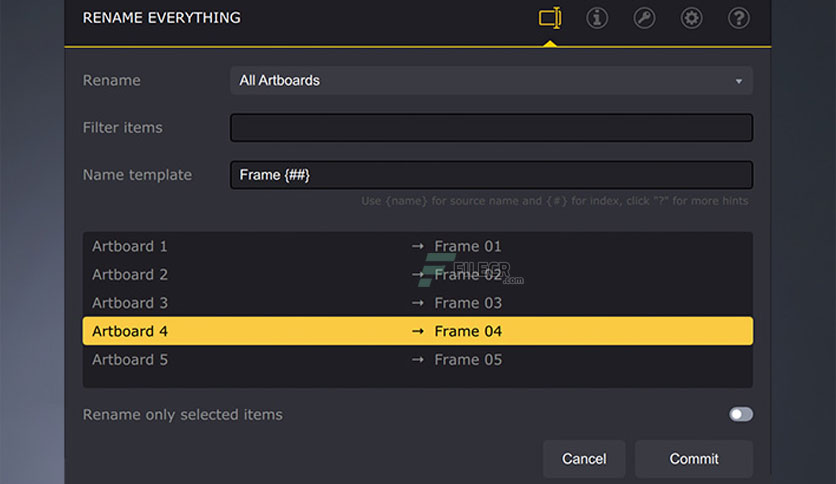 RENAME EVERYTHING
Rename All Artboards
Filter items
Name template Frame {##}
Use {name} for source name and {#} for index, click "?" for more hints
Artboard 1 → Frame 01
Artboard 2 → Frame 02
Artboard 3 → Frame 03
Artboard 4 → Frame 04
Artboard 5 → Frame 05
FILECR
.com
Rename only selected items
Cancel Commit